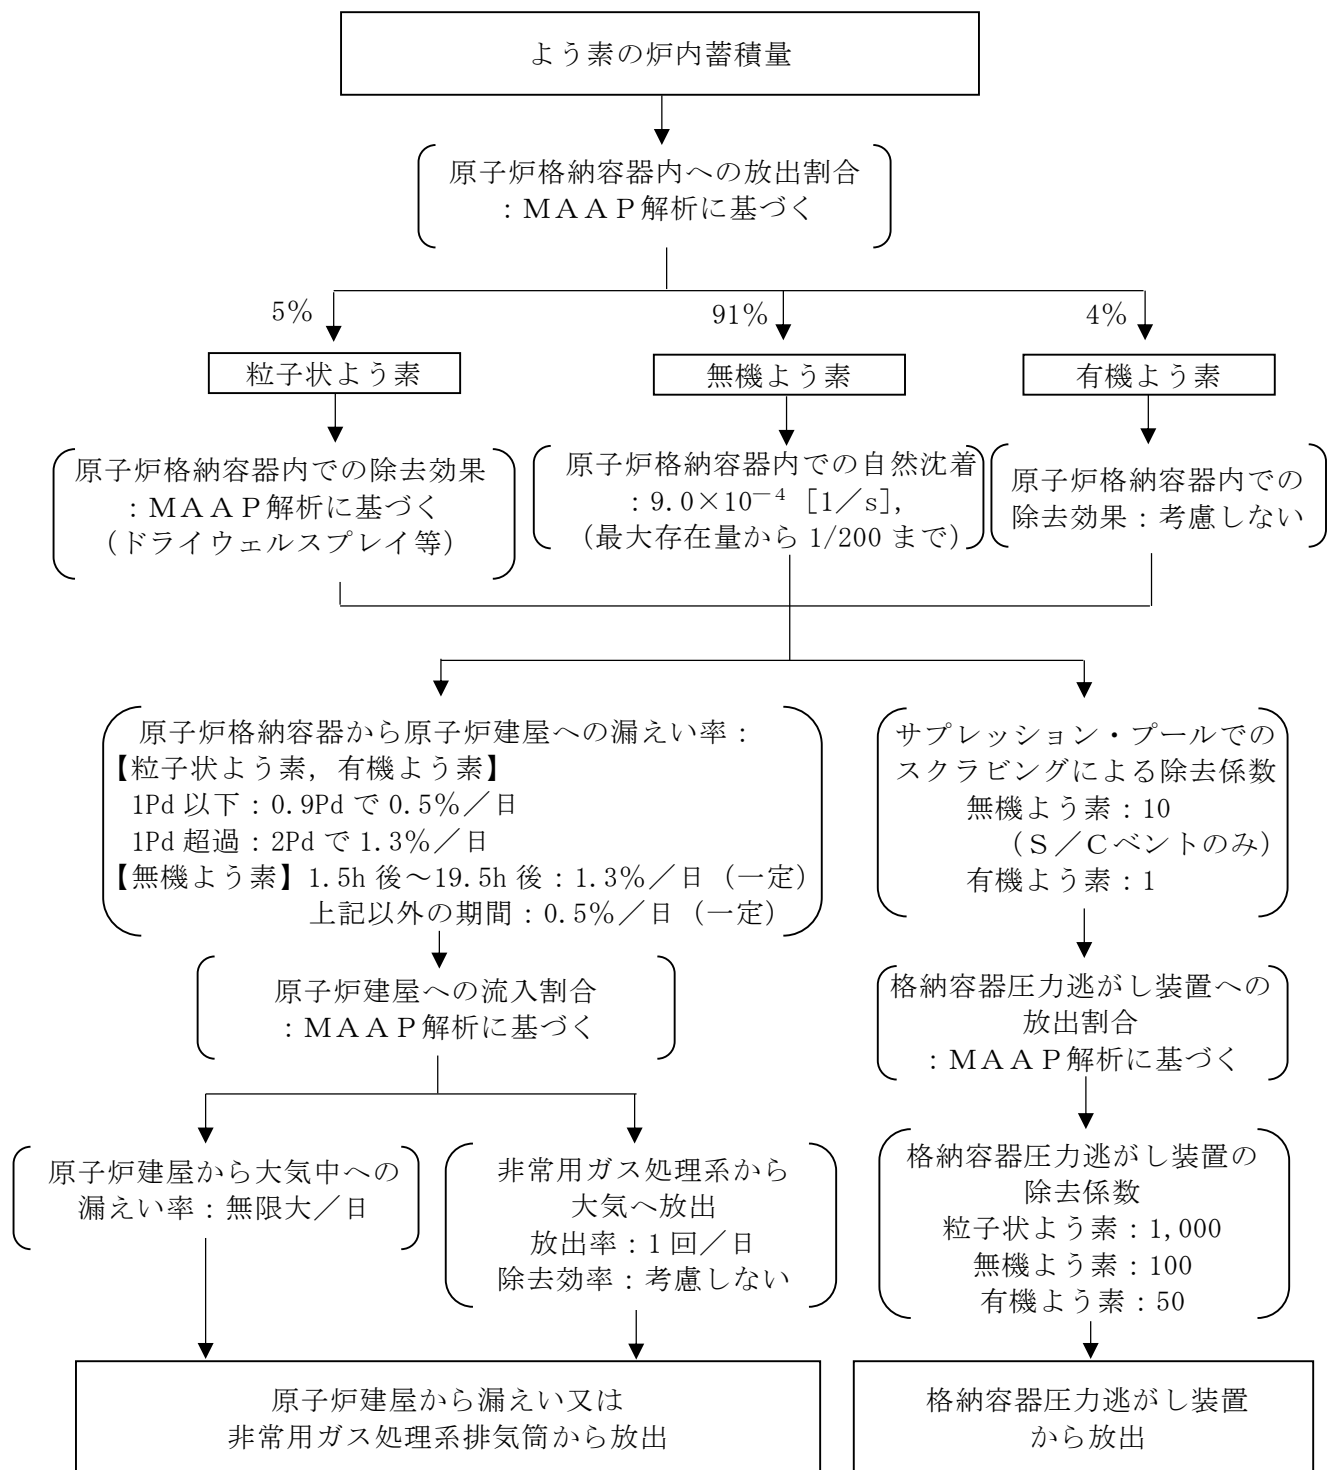 よう素の炉内蓄積量
原子炉格納容器内への放出割合
：ＭＡＡＰ解析に基づく
5％
91％
4％
粒子状よう素
無機よう素
有機よう素
原子炉格納容器内での除去効果
：ＭＡＡＰ解析に基づく
（ドライウェルスプレイ等）
原子炉格納容器内での自然沈着
：9.0×10⁻⁴ [1／s],
（最大存在量から 1/200 まで）
原子炉格納容器内での
除去効果：考慮しない
原子炉格納容器から原子炉建屋への漏えい率：
【粒子状よう素，有機よう素】
1Pd 以下：0.9Pd で 0.5％／日
1Pd 超過：2Pd で 1.3％／日
【無機よう素】1.5h 後～19.5h 後：1.3％／日（一定）
上記以外の期間：0.5％／日（一定）
サプレッション・プールでの
スクラビングによる除去係数
無機よう素：10
（Ｓ／Ｃベントのみ）
有機よう素：1
原子炉建屋への流入割合
：ＭＡＡＰ解析に基づく
格納容器圧力逃がし装置への
放出割合
：ＭＡＡＰ解析に基づく
原子炉建屋から大気中への
漏えい率：無限大／日
非常用ガス処理系から
大気へ放出
放出率：1 回／日
除去効率：考慮しない
格納容器圧力逃がし装置の
除去係数
粒子状よう素：1,000
無機よう素：100
有機よう素：50
原子炉建屋から漏えい又は
非常用ガス処理系排気筒から放出
格納容器圧力逃がし装置
から放出